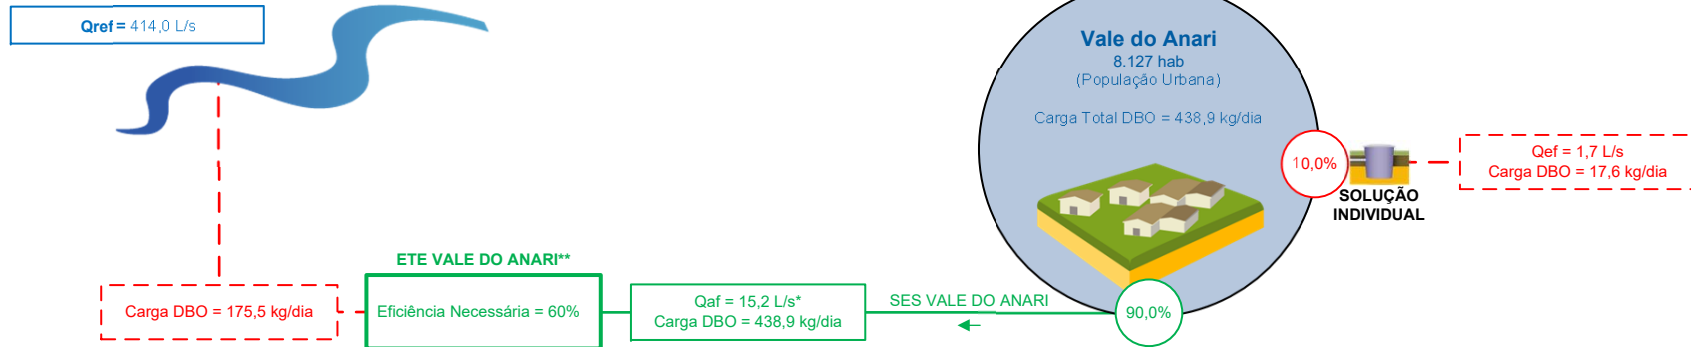 Qref = 414,0 L/s
Vale do Anari
8.127 hab
(População Urbana)
Carga Total DBO = 438,9 kg/dia
10,0%
SOLUÇÃO
INDIVIDUAL
Qef = 1,7 L/s
Carga DBO = 17,6 kg/dia
ETE VALE DO ANARI**
Carga DBO = 175,5 kg/dia
Eficiência Necessária = 60%
Qaf = 15,2 L/s*
Carga DBO = 438,9 kg/dia
SES VALE DO ANARI
90,0%